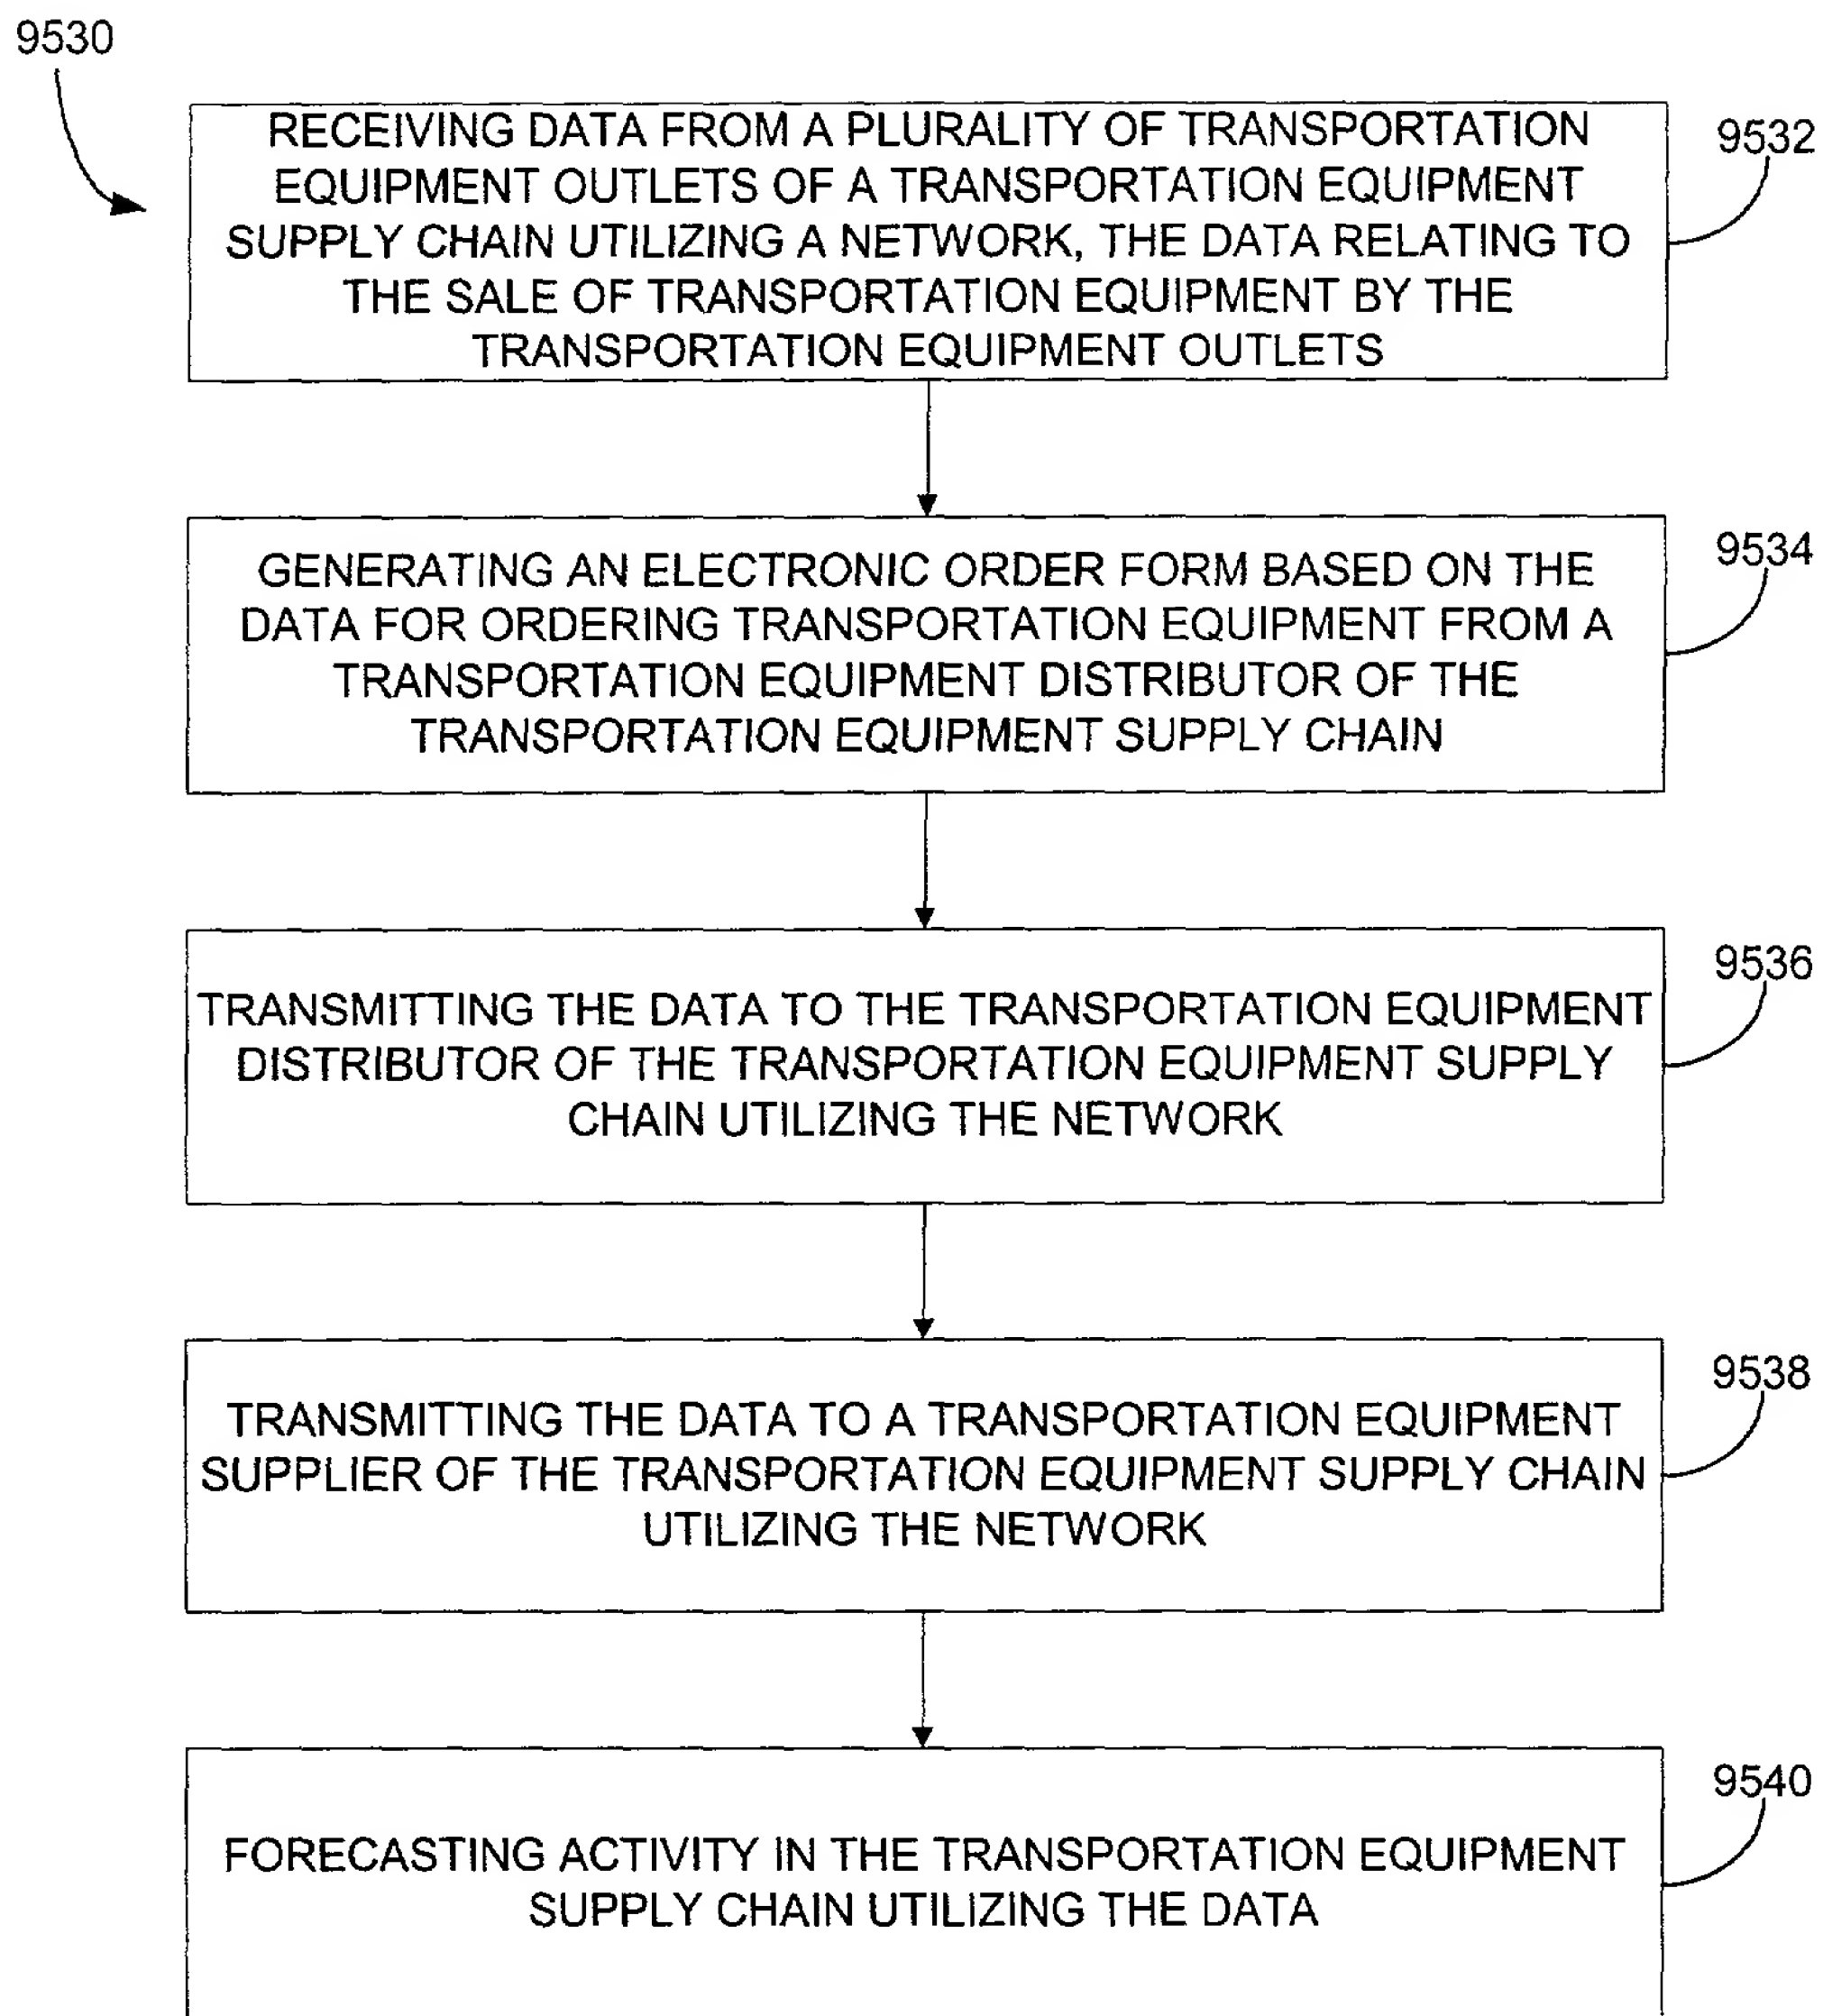 9530
RECEIVING DATA FROM A PLURALITY OF TRANSPORTATION
EQUIPMENT OUTLETS OF A TRANSPORTATION EQUIPMENT
SUPPLY CHAIN UTILIZING A NETWORK, THE DATA RELATING TO
THE SALE OF TRANSPORTATION EQUIPMENT BY THE
TRANSPORTATION EQUIPMENT OUTLETS
9532
GENERATING AN ELECTRONIC ORDER FORM BASED ON THE
DATA FOR ORDERING TRANSPORTATION EQUIPMENT FROM A
TRANSPORTATION EQUIPMENT DISTRIBUTOR OF THE
TRANSPORTATION EQUIPMENT SUPPLY CHAIN
9534
TRANSMITTING THE DATA TO THE TRANSPORTATION EQUIPMENT
DISTRIBUTOR OF THE TRANSPORTATION EQUIPMENT SUPPLY
CHAIN UTILIZING THE NETWORK
9536
TRANSMITTING THE DATA TO A TRANSPORTATION EQUIPMENT
SUPPLIER OF THE TRANSPORTATION EQUIPMENT SUPPLY CHAIN
UTILIZING THE NETWORK
9538
FORECASTING ACTIVITY IN THE TRANSPORTATION EQUIPMENT
SUPPLY CHAIN UTILIZING THE DATA
9540